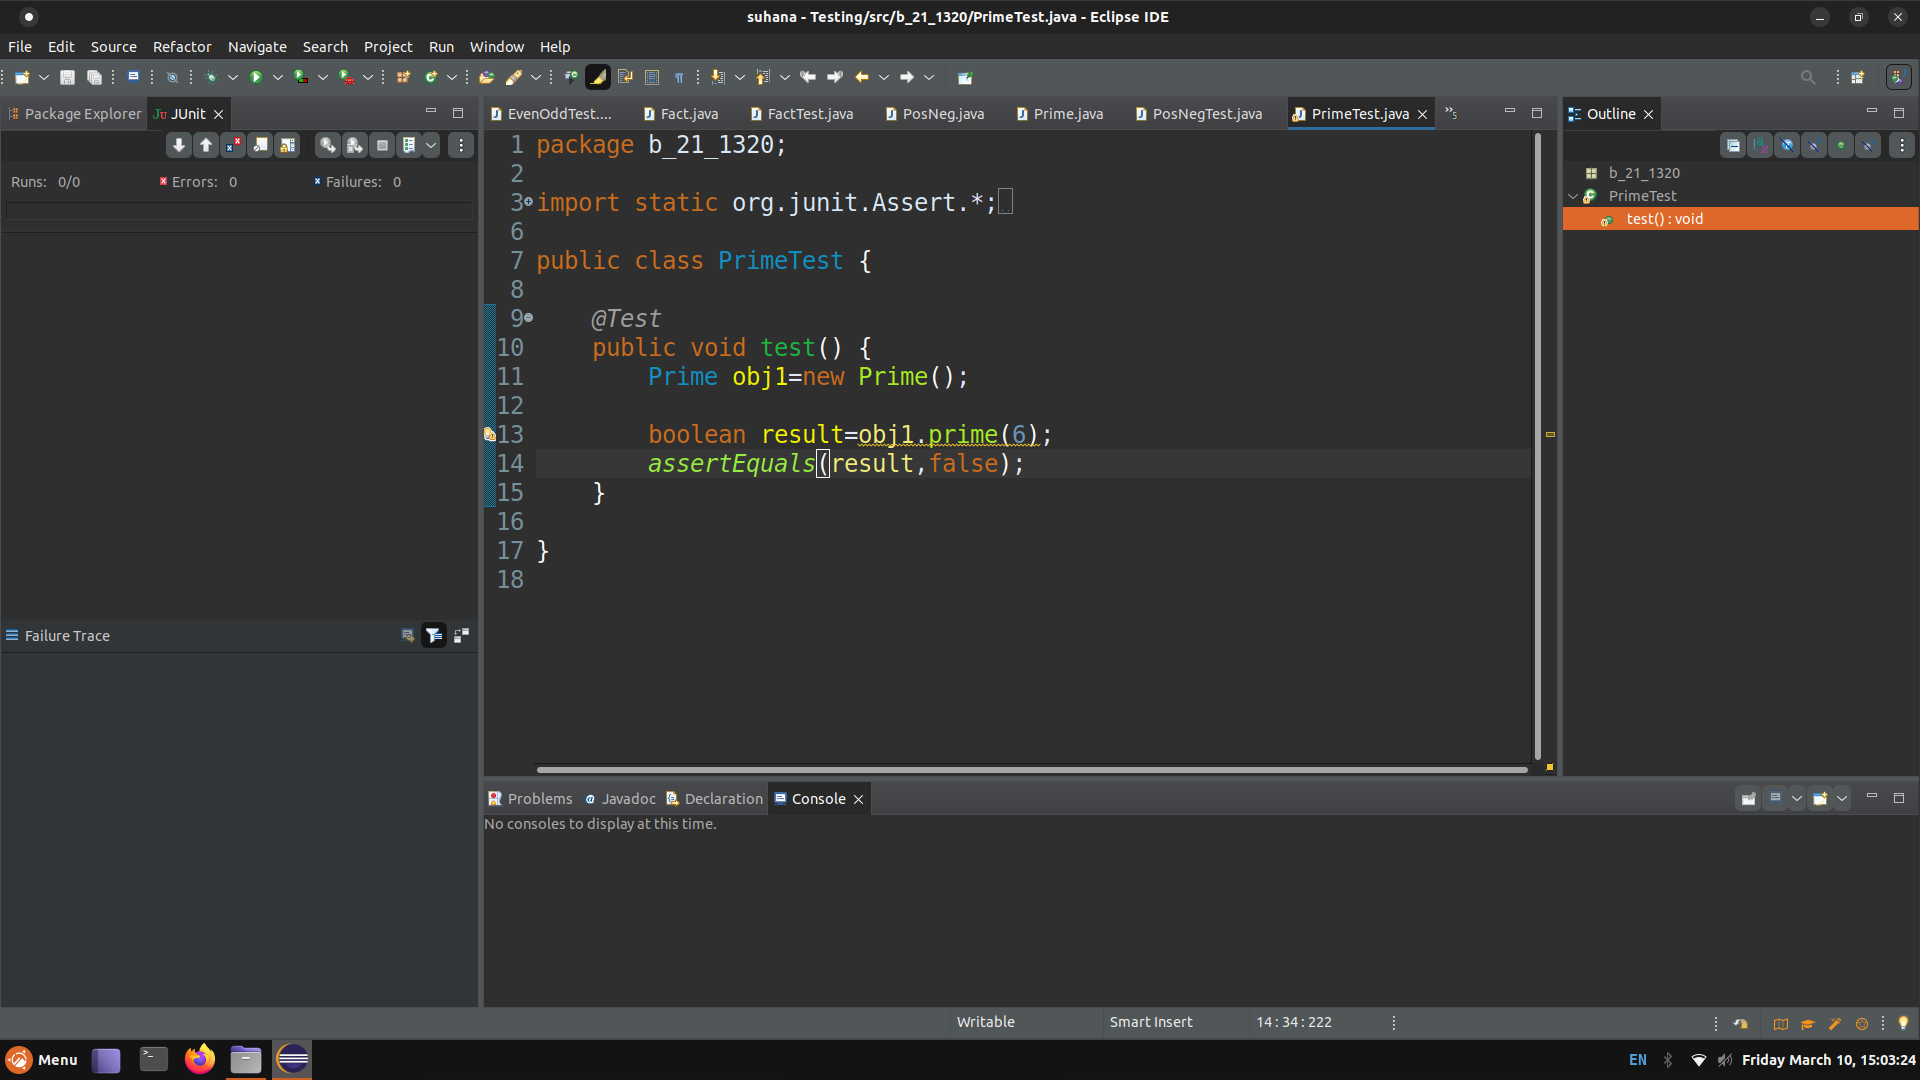 suhana - Testing/src/b_21_1320/PrimeTest.java - Eclipse IDE
File Edit Source Refactor Navigate Search Project Run Window Help
Package Explorer JUnit
EvenOddTest.... Fact.java FactTest.java PosNeg.java Prime.java PosNegTest.java PrimeTest.java »5
Outline
Runs: 0/0 Errors: 0 Failures: 0
b_21_1320
PrimeTest
test() : void
1 package b_21_1320;
2
3 import static org.junit.Assert.*;
6
7 public class PrimeTest {
8
9 @Test
10 public void test() {
11 Prime obj1=new Prime();
12
13 boolean result=obj1.prime(6);
14 assertEquals(result,false);
15 }
16
17 }
18
Failure Trace
Problems Javadoc Declaration Console
No consoles to display at this time.
Writable Smart Insert 14 : 34 : 222
Menu EN Friday March 10, 15:03:24